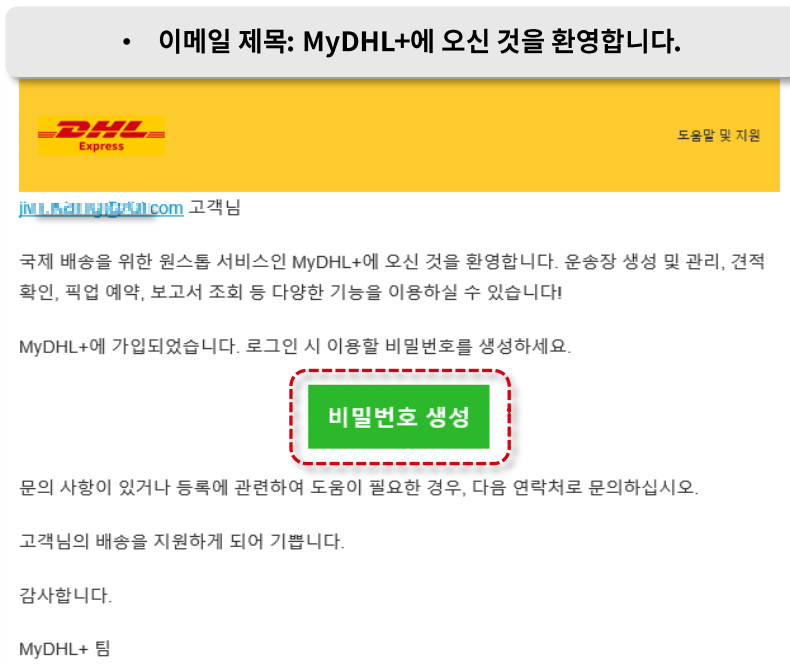 • 이메일 제목: MyDHL+에 오신 것을 환영합니다.
DHL
Express
도움말 및 지원
com 고객님
국제 배송을 위한 원스톱 서비스인 MyDHL+에 오신 것을 환영합니다. 운송장 생성 및 관리, 견적
확인, 픽업 예약, 보고서 조회 등 다양한 기능을 이용하실 수 있습니다!
MyDHL+에 가입되었습니다. 로그인 시 이용할 비밀번호를 생성하세요.
비밀번호 생성
문의 사항이 있거나 등록에 관련하여 도움이 필요한 경우, 다음 연락처로 문의하십시오.
고객님의 배송을 지원하게 되어 기쁩니다.
감사합니다.
MyDHL+ 팀